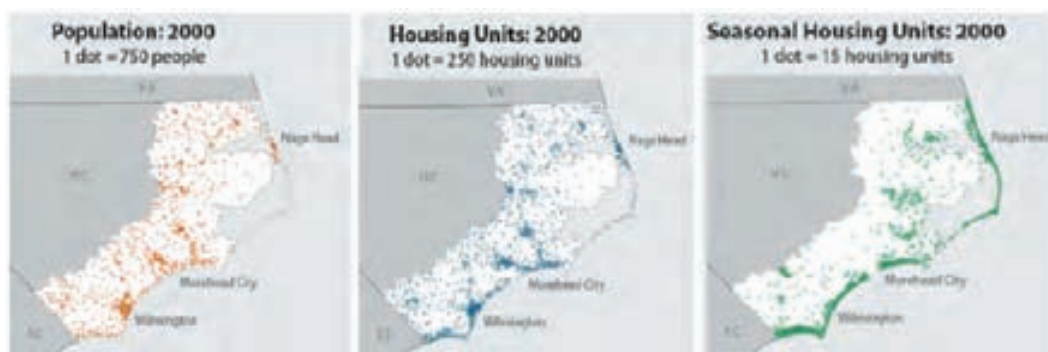 Population: 2000
1 dot = 750 people
VA
NC
Morehead City
Wilmington
SC
Nags Head
Housing Units: 2000
1 dot = 250 housing units
VA
NC
Nags Head
Morehead City
Wilmington
SC
Seasonal Housing Units: 2000
1 dot = 15 housing units
VA
Nags Head
NC
Morehead City
Wilmington
SC